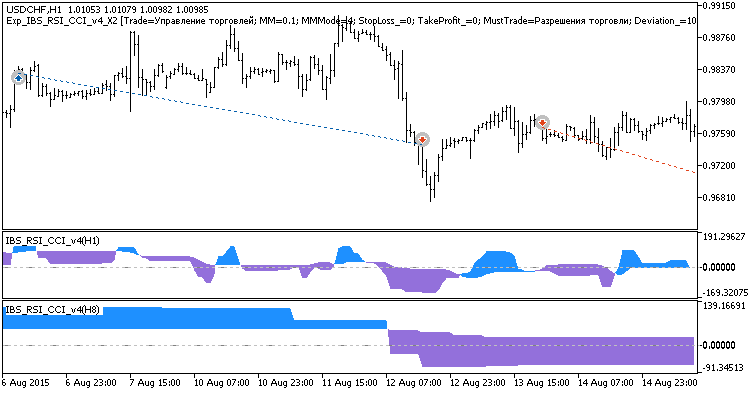 USDCHF,H1 1.01053 1.01079 1.00982 1.00985
0.99150
Exp_IBS_RSI_CCI_v4_X2 [Trade=Управление торговлей; MM=0.1; MMMode=4; StopLoss_=0; TakeProfit_=0; MustTrade=Разрешения торговли; Deviation_=10
0.98760
0.98370
0.97980
0.97590
0.97200
0.96810
IBS_RSI_CCI_v4(H1)
191.29627
0.00000
-169.32075
IBS_RSI_CCI_v4(H8)
139.16691
0.00000
-91.34513
6 Aug 2015 6 Aug 23:00 7 Aug 15:00 10 Aug 07:00 10 Aug 23:00 11 Aug 15:00 12 Aug 07:00 12 Aug 23:00 13 Aug 15:00 14 Aug 07:00 14 Aug 23:00